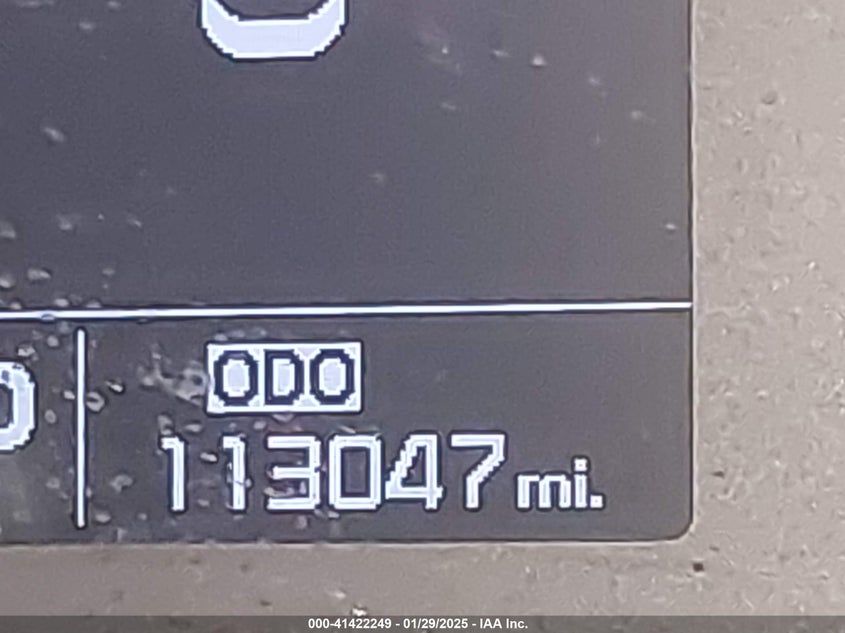 ODO
113047 mi.
000-41422249 - 01/29/2025 - IAA Inc.